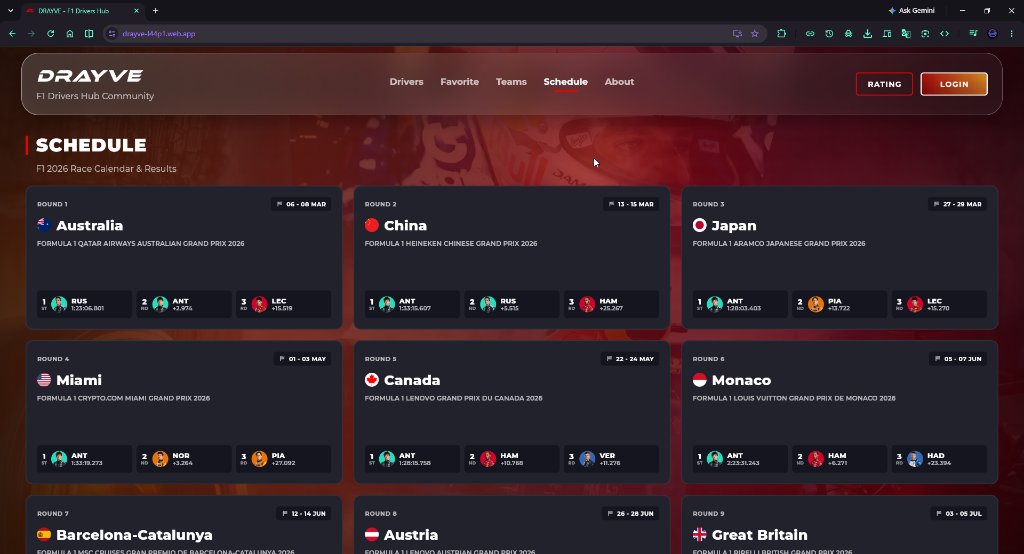 DRAYVE - F1 Drivers Hub
Ask Gemini
drayve-l44p1.web.app
DRAYVE
F1 Drivers Hub Community
Drivers Favorite Teams Schedule About
RATING LOGIN
SCHEDULE
F1 2026 Race Calendar & Results
ROUND 1 06 - 08 MAR
Australia
FORMULA 1 QATAR AIRWAYS AUSTRALIAN GRAND PRIX 2026
1 ST RUS 1:23:06.801
2 ND ANT +2.974
3 RD LEC +15.519
ROUND 2 13 - 15 MAR
China
FORMULA 1 HEINEKEN CHINESE GRAND PRIX 2026
1 ST ANT 1:33:15.607
2 ND RUS +5.515
3 RD HAM +25.267
ROUND 3 27 - 29 MAR
Japan
FORMULA 1 ARAMCO JAPANESE GRAND PRIX 2026
1 ST ANT 1:28:03.403
2 ND PIA +13.722
3 RD LEC +15.270
ROUND 4 01 - 03 MAY
Miami
FORMULA 1 CRYPTO.COM MIAMI GRAND PRIX 2026
1 ST ANT 1:33:19.273
2 ND NOR +3.264
3 RD PIA +27.092
ROUND 5 22 - 24 MAY
Canada
FORMULA 1 LENOVO GRAND PRIX DU CANADA 2026
1 ST ANT 1:28:15.758
2 ND HAM +10.768
3 RD VER +11.276
ROUND 6 05 - 07 JUN
Monaco
FORMULA 1 LOUIS VUITTON GRAND PRIX DE MONACO 2026
1 ST ANT 2:23:31.243
2 ND HAM +6.271
3 RD HAD +23.394
ROUND 7 12 - 14 JUN
Barcelona-Catalunya
FORMULA 1 MSC CRUISES GRAN PREMIO DE BARCELONA-CATALUNYA 2026
ROUND 8 26 - 28 JUN
Austria
FORMULA 1 LENOVO AUSTRIAN GRAND PRIX 2026
ROUND 9 03 - 05 JUL
Great Britain
FORMULA 1 PIRELLI BRITISH GRAND PRIX 2026